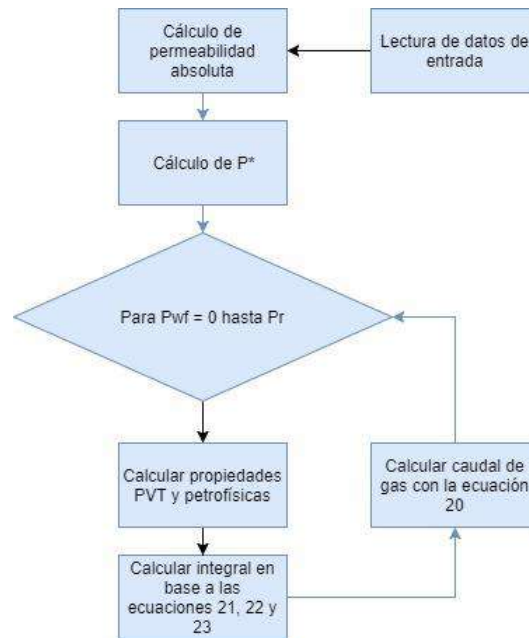 Cálculo de
permeabilidad
absoluta
Lectura de datos de
entrada
Cálculo de P*
Para Pwf = 0 hasta Pr
Calcular propiedades
PVT y petrofísicas
Calcular caudal de
gas con la ecuación
20
Calcular integral en
base a las
ecuaciones 21, 22 y
23